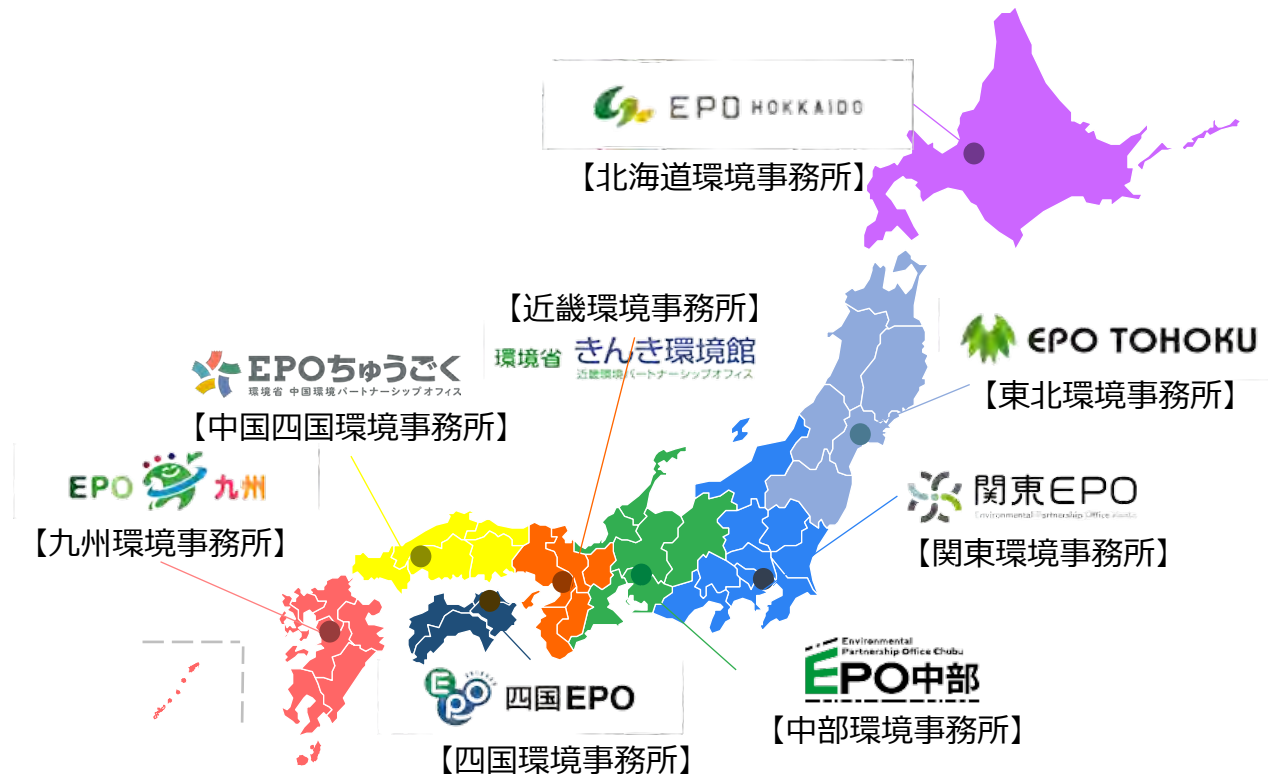 EPO HOKKAIDO
【北海道環境事務所】
【近畿環境事務所】
環境省 きんき環境館
近畿環境パートナーシップオフィス
EPO TOHOKU
【東北環境事務所】
EPOちゅうごく
環境省 中国環境パートナーシップオフィス
【中国四国環境事務所】
EPO 九州
【九州環境事務所】
関東EPO
Environmental Partnership Office Kanto
【関東環境事務所】
Environmental
Partnership Office Chubu
EPO中部
【中部環境事務所】
EPO 四国EPO
【四国環境事務所】